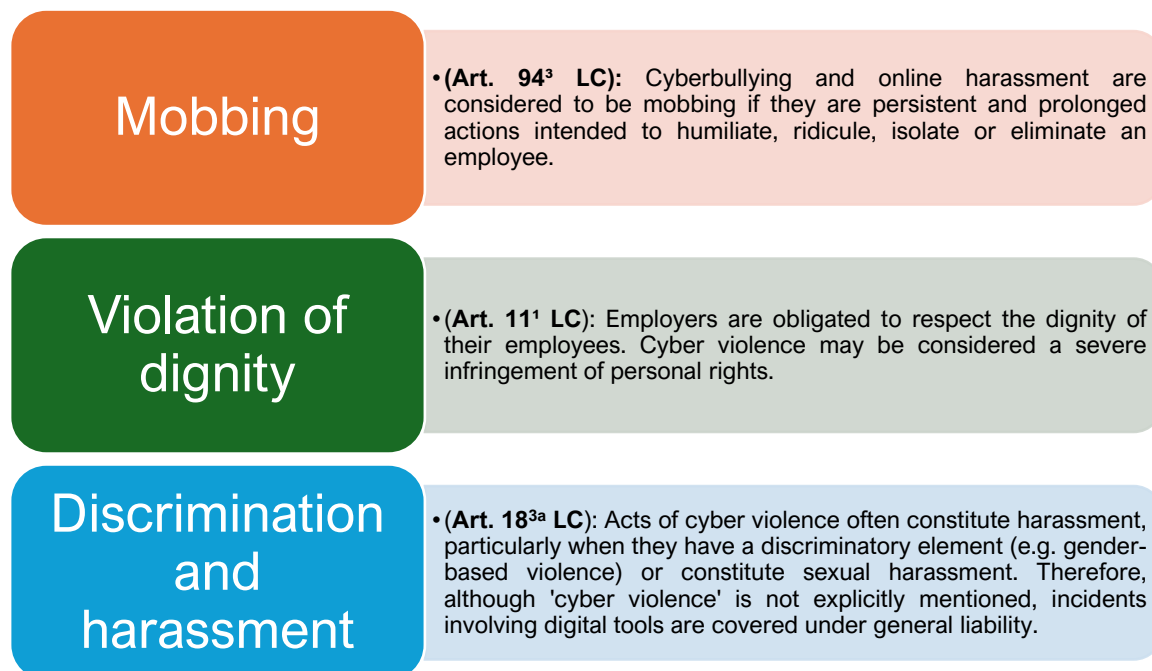 Mobbing
•(Art. 94³ LC): Cyberbullying and online harassment are
considered to be mobbing if they are persistent and prolonged
actions intended to humiliate, ridicule, isolate or eliminate an
employee.
Violation of
dignity
•(Art. 11¹ LC): Employers are obligated to respect the dignity of
their employees. Cyber violence may be considered a severe
infringement of personal rights.
Discrimination
and
harassment
•(Art. 18³ᵃ LC): Acts of cyber violence often constitute harassment,
particularly when they have a discriminatory element (e.g. gender-
based violence) or constitute sexual harassment. Therefore,
although 'cyber violence' is not explicitly mentioned, incidents
involving digital tools are covered under general liability.